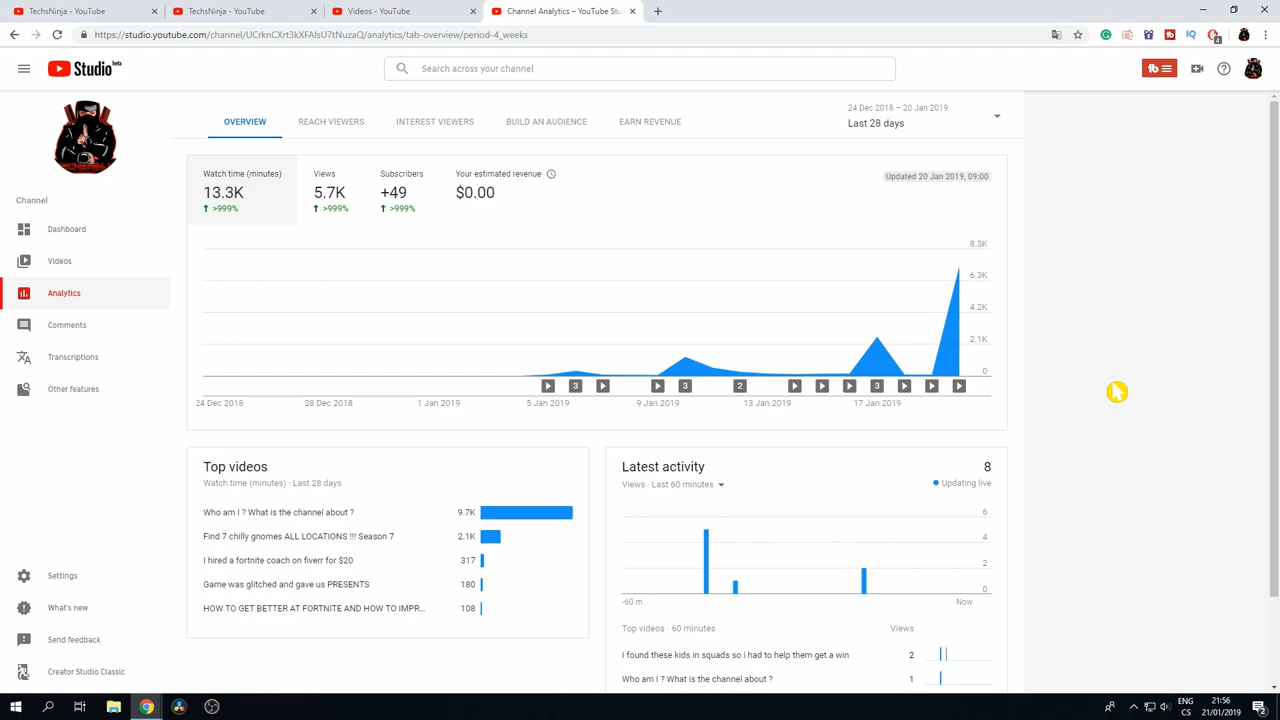 TechsNinja - YouTube
TechsNinja - YouTube
Videos - YouTube
Channel Analytics – YouTube Stu
https://studio.youtube.com/channel/UCrknCXrt3kXFAlsU7tNuzaQ/analytics/tab-overview/period-4_weeks
Studio beta
Search across your channel
OVERVIEW
REACH VIEWERS
INTEREST VIEWERS
BUILD AN AUDIENCE
EARN REVENUE
24 Dec 2018 – 20 Jan 2019
Last 28 days
Channel
Dashboard
Videos
Analytics
Comments
Transcriptions
Other features
Settings
What's new
Send feedback
Creator Studio Classic
Watch time (minutes)
13.3K
>999%
Views
5.7K
>999%
Subscribers
+49
>999%
Your estimated revenue
$0.00
Updated 20 Jan 2019, 09:00
8.3K
6.3K
4.2K
2.1K
0
3 3 2 3
24 Dec 2018 28 Dec 2018 1 Jan 2019 5 Jan 2019 9 Jan 2019 13 Jan 2019 17 Jan 2019
Top videos
Watch time (minutes) · Last 28 days
Who am I ? What is the channel about ? 9.7K
Find 7 chilly gnomes ALL LOCATIONS !!! Season 7 2.1K
I hired a fortnite coach on fiverr for $20 317
Game was glitched and gave us PRESENTS 180
HOW TO GET BETTER AT FORTNITE AND HOW TO IMPR... 108
Latest activity 8
Views · Last 60 minutes
Updating live
6
4
2
0
-60 m Now
Top videos · 60 minutes Views
I found these kids in squads so i had to help them get a win 2
Who am I ? What is the channel about ? 1
ENG
CS
21:56
21/01/2019
2